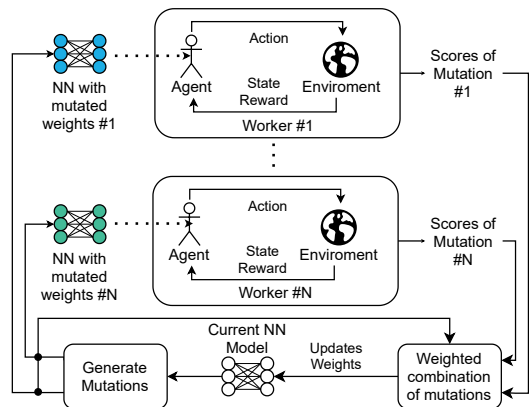 Action
Scores of
Mutation
#1
NN with
mutated
weights #1
Agent
State
Reward
Enviroment
Worker #1
Action
Scores of
Mutation
#N
NN with
mutated
weights #N
Agent
State
Reward
Enviroment
Worker #N
Generate
Mutations
Current NN
Model
Updates
Weights
Weighted
combination
of mutations